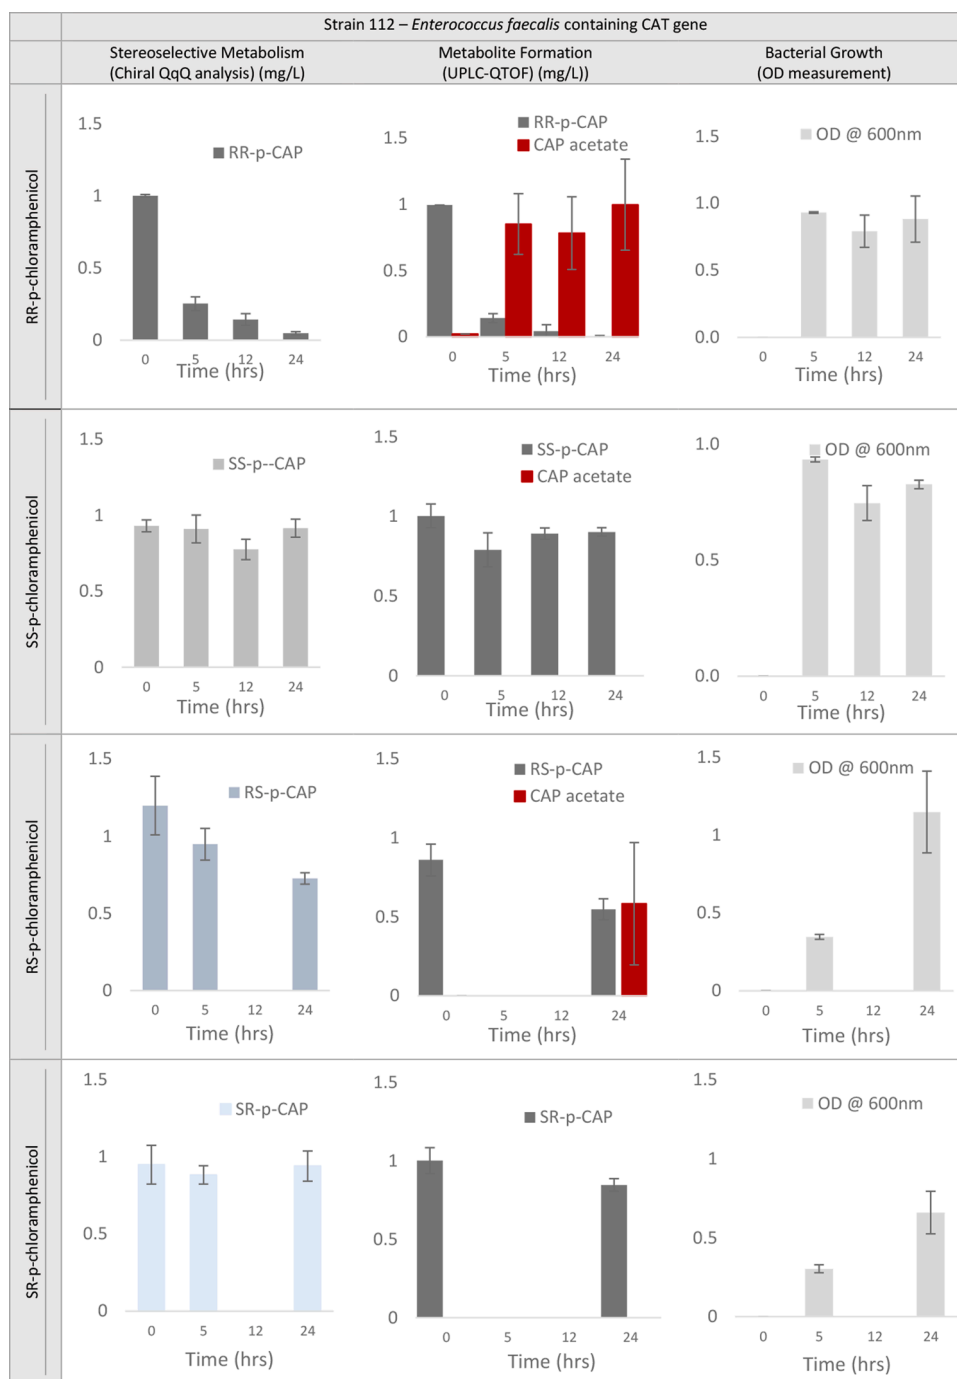 Strain 112 – Enterococcus faecalis containing CAT gene
Stereoselective Metabolism
(Chiral QqQ analysis) (mg/L)
Metabolite Formation
(UPLC-QTOF) (mg/L))
Bacterial Growth
(OD measurement)
RR-p-chloramphenicol
1.5
1
0.5
0
RR-p-CAP
0
5
12
24
Time (hrs)
1.5
1
0.5
0
RR-p-CAP
CAP acetate
0
5
12
24
Time (hrs)
1.5
1.0
0.5
0.0
OD @ 600nm
0
5
12
24
Time (hrs)
SS-p-chloramphenicol
1.5
1
0.5
0
SS-p--CAP
0
5
12
24
Time (hrs)
1.5
1
0.5
0
SS-p-CAP
CAP acetate
0
5
12
24
Time (hrs)
1.0
0.5
0.0
OD @ 600nm
0
5
12
24
Time (hrs)
RS-p-chloramphenicol
1.5
1
0.5
0
RS-p-CAP
0
5
12
24
Time (hrs)
1.5
1
0.5
0
RS-p-CAP
CAP acetate
0
5
12
24
Time (hrs)
1.5
1
0.5
0
OD @ 600nm
0
5
12
24
Time (hrs)
SR-p-chloramphenicol
1.5
1
0.5
0
SR-p-CAP
0
5
12
24
Time (hrs)
1.5
1
0.5
0
SR-p-CAP
0
5
12
24
Time (hrs)
1.5
1
0.5
0
OD @ 600nm
0
5
12
24
Time (hrs)